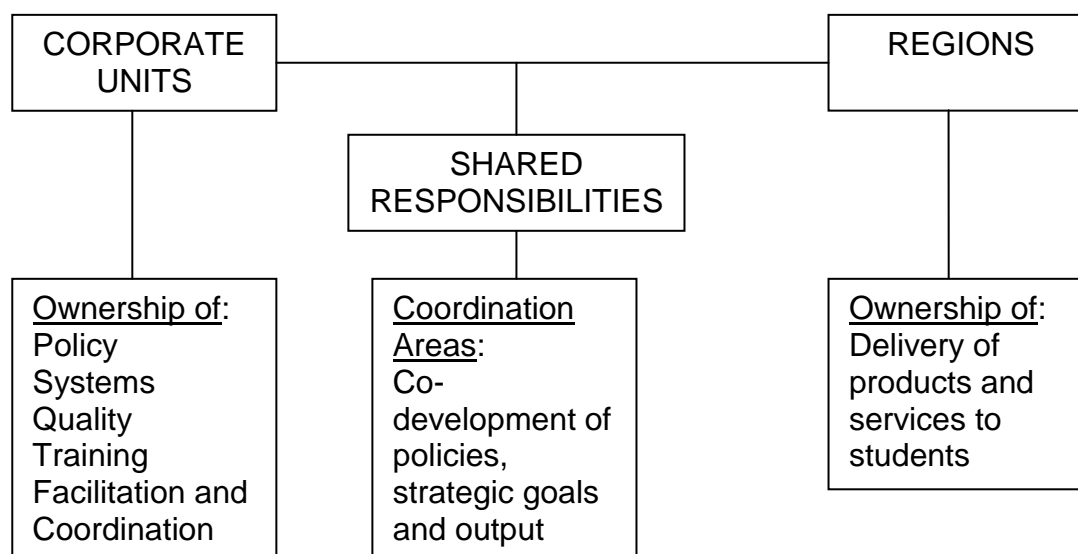 CORPORATE
UNITS
REGIONS
SHARED
RESPONSIBILITIES
Ownership of:
Policy
Systems
Quality
Training
Facilitation and
Coordination
Coordination
Areas:
Co-
development of
policies,
strategic goals
and output
Ownership of:
Delivery of
products and
services to
students